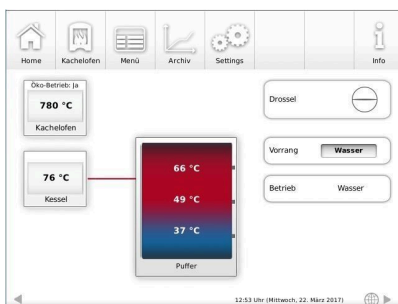 Home Kachelofen Menü Archiv Settings Info
Öko-Betrieb: Ja
780 °C
Kachelofen
Drossel
Vorrang Wasser
76 °C
Kessel
Betrieb Wasser
66 °C
49 °C
37 °C
Puffer
12:53 Uhr (Mittwoch, 22. März 2017)